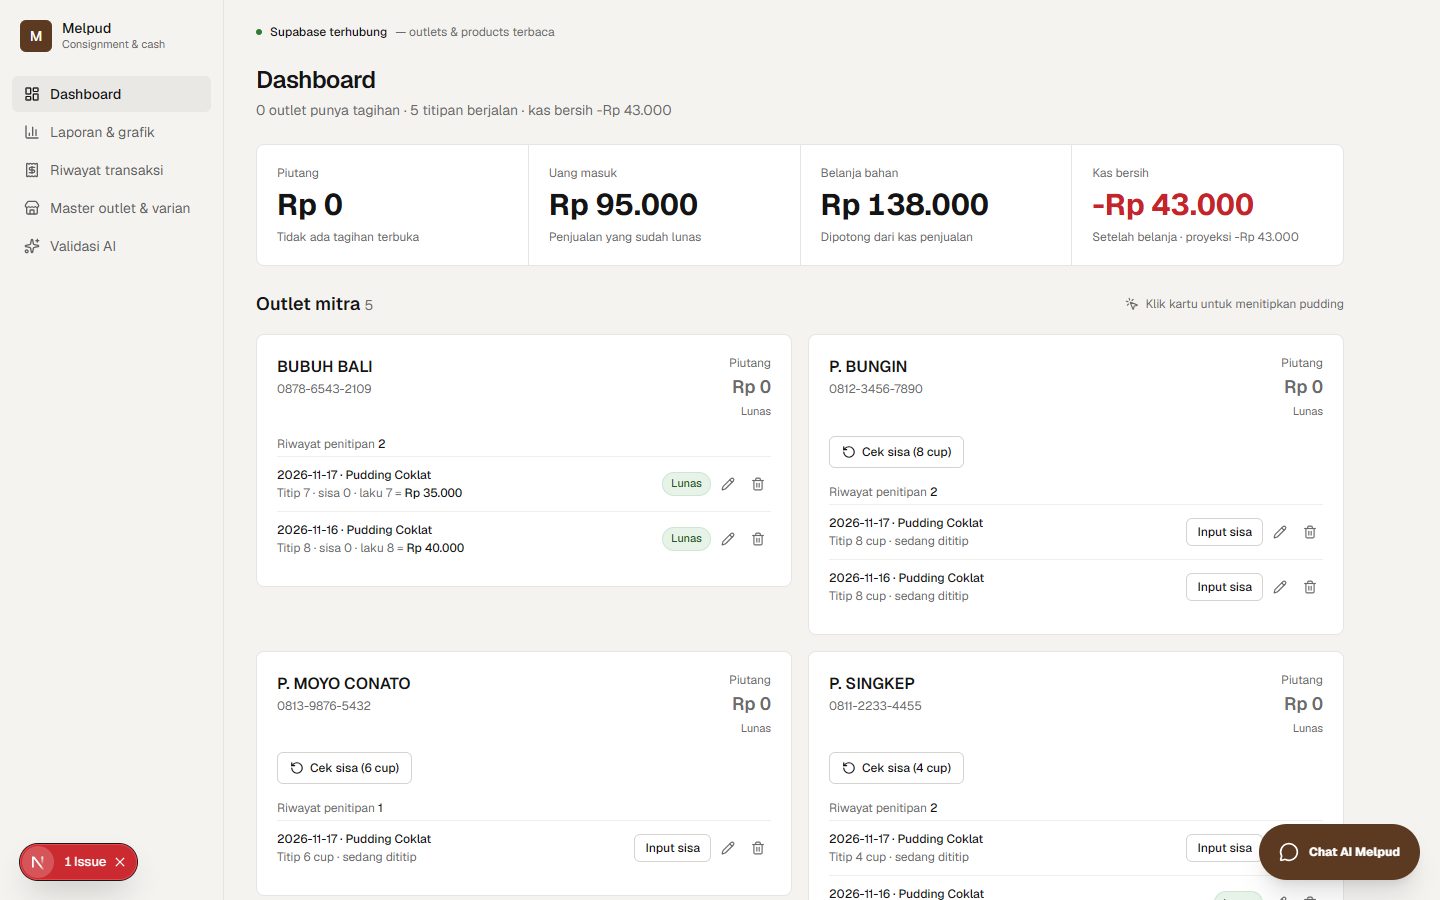 M
Melpud
Consignment & cash
Dashboard
Laporan & grafik
Riwayat transaksi
Master outlet & varian
Validasi AI
1 Issue
Supabase terhubung — outlets & products terbaca
Dashboard
0 outlet punya tagihan · 5 titipan berjalan · kas bersih -Rp 43.000
Piutang
Rp 0
Tidak ada tagihan terbuka
Uang masuk
Rp 95.000
Penjualan yang sudah lunas
Belanja bahan
Rp 138.000
Dipotong dari kas penjualan
Kas bersih
-Rp 43.000
Setelah belanja · proyeksi -Rp 43.000
Outlet mitra 5
Klik kartu untuk menitipkan pudding
BUBUH BALI
0878-6543-2109
Piutang
Rp 0
Lunas
Riwayat penitipan 2
2026-11-17 · Pudding Coklat
Titip 7 · sisa 0 · laku 7 = Rp 35.000
Lunas
2026-11-16 · Pudding Coklat
Titip 8 · sisa 0 · laku 8 = Rp 40.000
Lunas
P. BUNGIN
0812-3456-7890
Piutang
Rp 0
Lunas
Cek sisa (8 cup)
Riwayat penitipan 2
2026-11-17 · Pudding Coklat
Titip 8 cup · sedang dititip
Input sisa
2026-11-16 · Pudding Coklat
Titip 8 cup · sedang dititip
Input sisa
P. MOYO CONATO
0813-9876-5432
Piutang
Rp 0
Lunas
Cek sisa (6 cup)
Riwayat penitipan 1
2026-11-17 · Pudding Coklat
Titip 6 cup · sedang dititip
Input sisa
P. SINGKEP
0811-2233-4455
Piutang
Rp 0
Lunas
Cek sisa (4 cup)
Riwayat penitipan 2
2026-11-17 · Pudding Coklat
Titip 4 cup · sedang dititip
Input sisa
2026-11-16 · Pudding Coklat
Chat AI Melpud